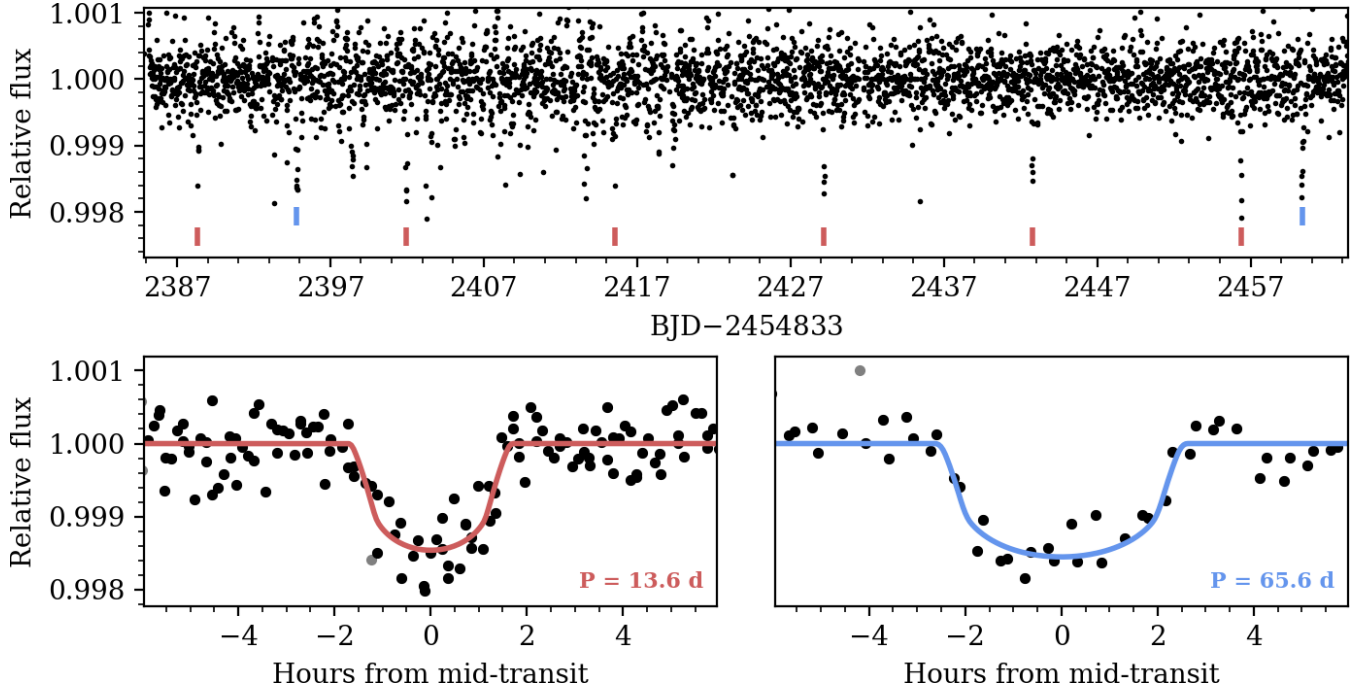 Relative flux
1.001
1.000
0.999
0.998
2387 2397 2407 2417 2427 2437 2447 2457
BJD−2454833
Relative flux
1.001
1.000
0.999
0.998
P = 13.6 d
−4 −2 0 2 4
Hours from mid-transit
P = 65.6 d
−4 −2 0 2 4
Hours from mid-transit